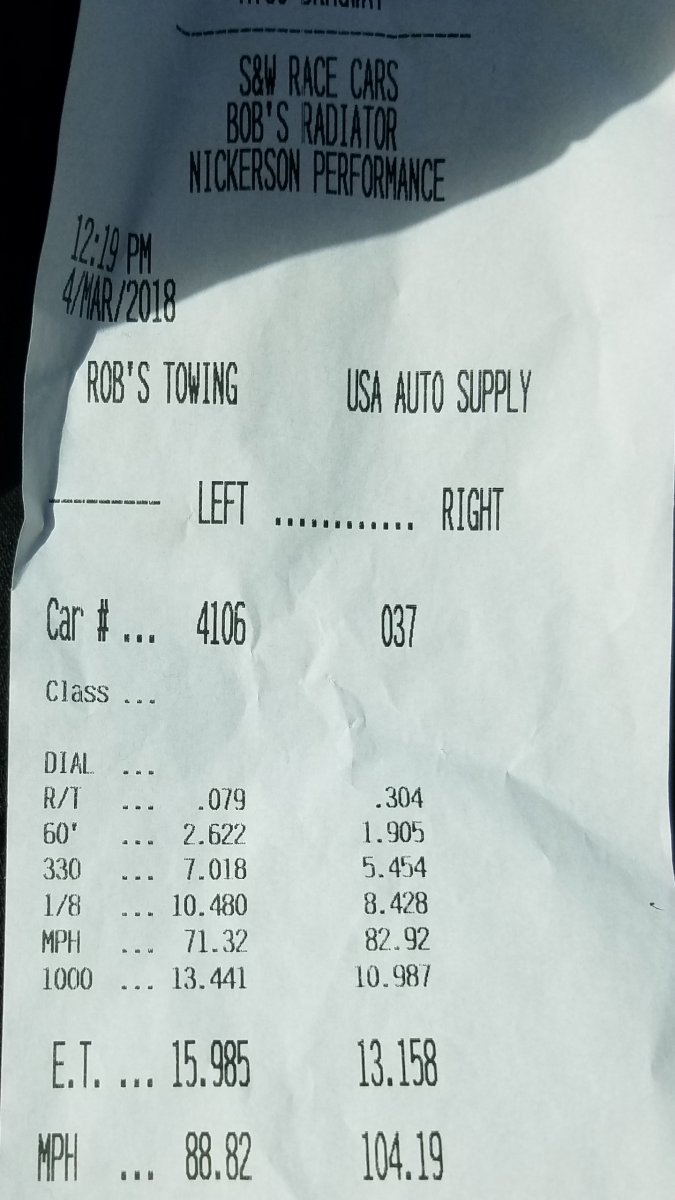 S&W RACE CARS
BOB'S RADIATOR
NICKERSON PERFORMANCE
12:19 PM
4/MAR/2018
ROB'S TOWING USA AUTO SUPPLY
------- LEFT ............ RIGHT
Car # ... 4106 037
Class ...
DIAL ...
R/T ... .079 .304
60' ... 2.622 1.905
330 ... 7.018 5.454
1/8 ... 10.480 8.428
MPH ... 71.32 82.92
1000 ... 13.441 10.987
E.T. ... 15.985 13.158
MPH ... 88.82 104.19